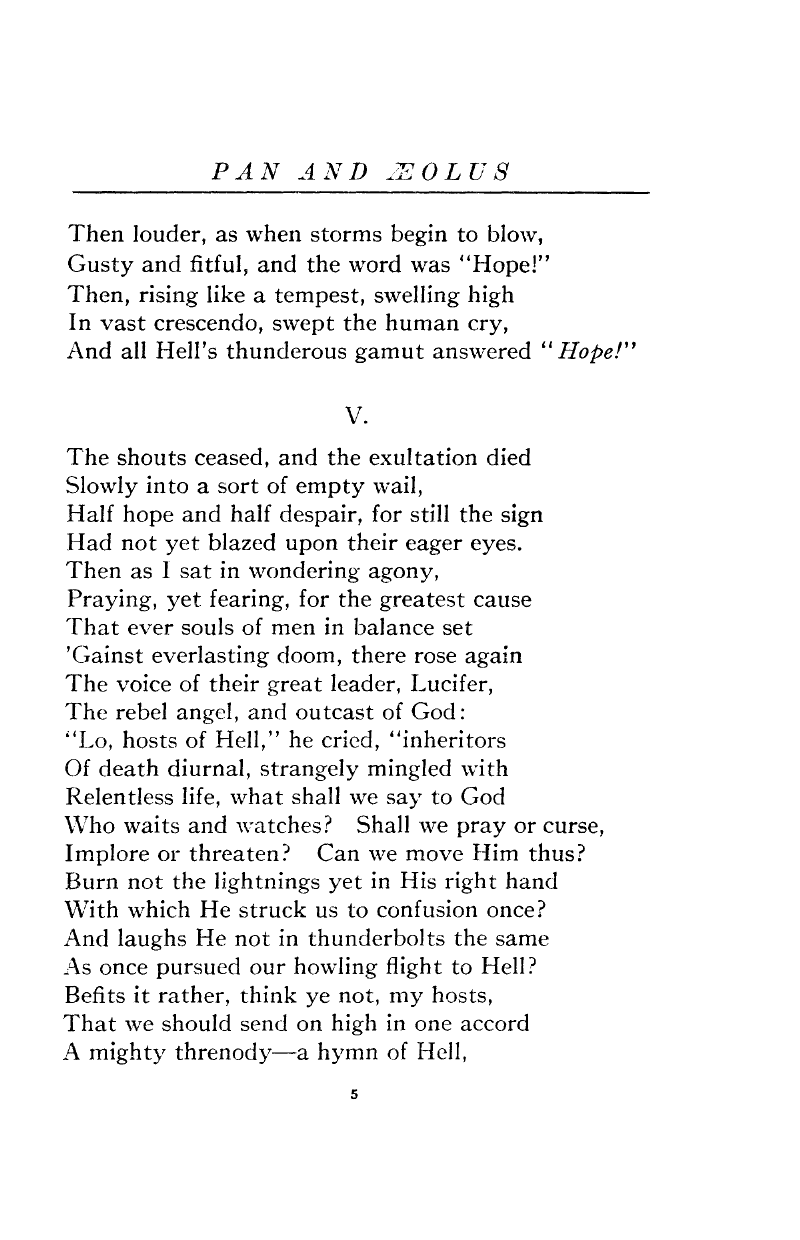 PAN AND ÆOLUS
Then louder, as when storms begin to blow,
Gusty and fitful, and the word was "Hope!"
Then, rising like a tempest, swelling high
In vast crescendo, swept the human cry,
And all Hell's thunderous gamut answered "Hope!"
V.
The shouts ceased, and the exultation died
Slowly into a sort of empty wail,
Half hope and half despair, for still the sign
Had not yet blazed upon their eager eyes.
Then as I sat in wondering agony,
Praying, yet fearing, for the greatest cause
That ever souls of men in balance set
'Gainst everlasting doom, there rose again
The voice of their great leader, Lucifer,
The rebel angel, and outcast of God:
"Lo, hosts of Hell," he cried, "inheritors
Of death diurnal, strangely mingled with
Relentless life, what shall we say to God
Who waits and watches? Shall we pray or curse,
Implore or threaten? Can we move Him thus?
Burn not the lightnings yet in His right hand
With which He struck us to confusion once?
And laughs He not in thunderbolts the same
As once pursued our howling flight to Hell?
Befits it rather, think ye not, my hosts,
That we should send on high in one accord
A mighty threnody—a hymn of Hell,
5